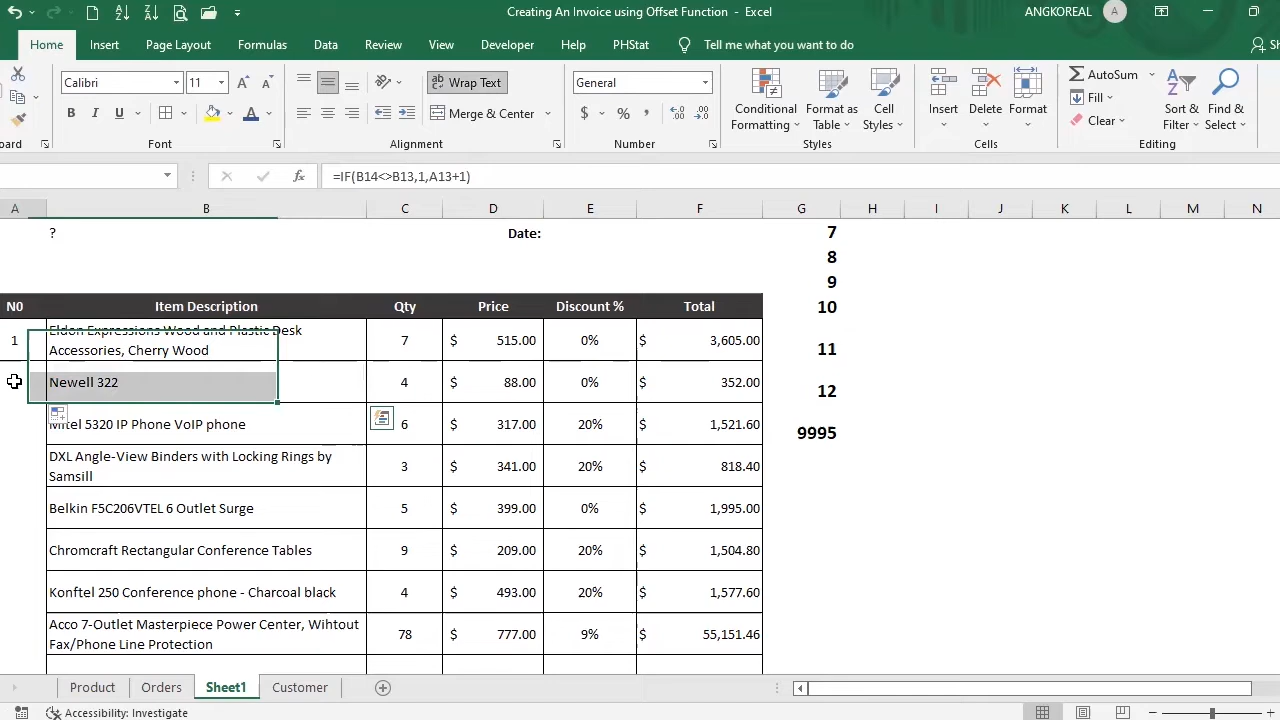 Creating An Invoice using Offset Function - Excel
ANGKOREAL A
Home Insert Page Layout Formulas Data Review View Developer Help PHStat Tell me what you want to do Sh
Calibri 11 Wrap Text General AutoSum
B I U Merge & Center $ % , Fill
Conditional Formatting Format as Table Cell Styles Insert Delete Format Clear Sort & Filter Find & Select
oard Font Alignment Number Styles Cells Editing
fx =IF(B14<>B13,1,A13+1)
A B C D E F G H I J K L M N
? Date: 7
8
9
N0 Item Description Qty Price Discount % Total 10
1 Eldon Expressions Wood and Plastic Desk Accessories, Cherry Wood 7 $ 515.00 0% $ 3,605.00 11
Newell 322 4 $ 88.00 0% $ 352.00 12
Mitel 5320 IP Phone VoIP phone 6 $ 317.00 20% $ 1,521.60 9995
DXL Angle-View Binders with Locking Rings by Samsill 3 $ 341.00 20% $ 818.40
Belkin F5C206VTEL 6 Outlet Surge 5 $ 399.00 0% $ 1,995.00
Chromcraft Rectangular Conference Tables 9 $ 209.00 20% $ 1,504.80
Konftel 250 Conference phone - Charcoal black 4 $ 493.00 20% $ 1,577.60
Acco 7-Outlet Masterpiece Power Center, Wihtout Fax/Phone Line Protection 78 $ 777.00 9% $ 55,151.46
Product Orders Sheet1 Customer
Accessibility: Investigate